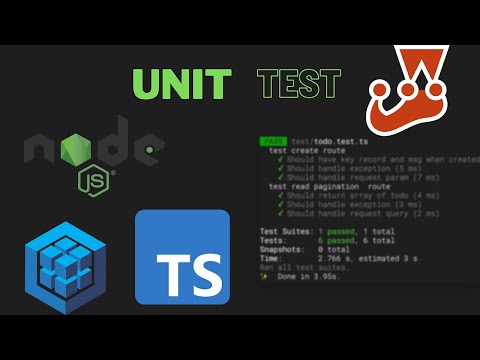 UNIT TEST
node
JS®
TS
PASS test/todo.test.ts
test create route
✓ Should have key record and msg when created
✓ Should handle exception (5 ms)
✓ Should handle request param (7 ms)
test read pagination route
✓ Should return array of todo (4 ms)
✓ Should handle exception (3 ms)
✓ Should handle request query (2 ms)
Test Suites: 1 passed, 1 total
Tests: 6 passed, 6 total
Snapshots: 0 total
Time: 2.766 s, estimated 3 s
Ran all test suites.
✨ Done in 3.95s.